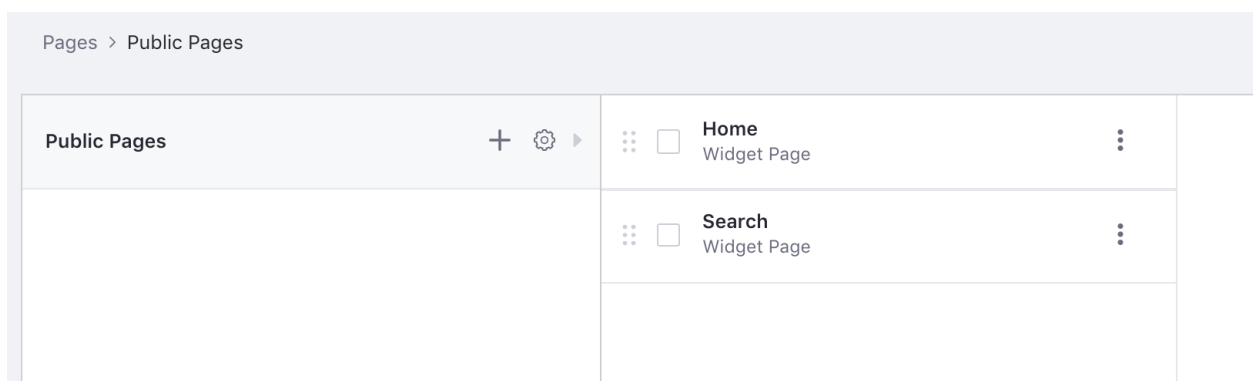 Pages > Public Pages
Public Pages
Home
Widget Page
Search
Widget Page